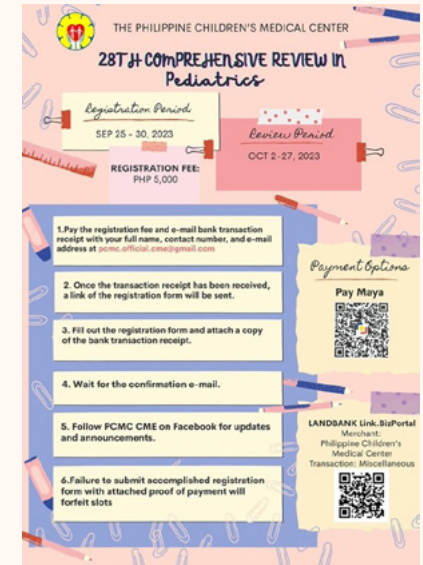 THE PHILIPPINE CHILDREN'S MEDICAL CENTER
28TH COMPREHENSIVE REVIEW IN
Pediatrics
Registration Period
SEP 25 - 30, 2023
REGISTRATION FEE:
PHP 5,000
Review Period
OCT 2-27, 2023
1.Pay the registration fee and e-mail bank transaction
receipt with your full name, contact number, and e-mail
address at pcmc.official.cme@gmail.com
2. Once the transaction receipt has been received,
a link of the registration form will be sent.
3. Fill out the registration form and attach a copy
of the bank transaction receipt.
4. Wait for the confirmation e-mail.
5. Follow PCMC CME on Facebook for updates
and announcements.
6.Failure to submit accomplished registration
form with attached proof of payment will
forfeit slots
Payment Options
Pay Maya
LANDBANK Link.BizPortal
Merchant:
Philippine Children's
Medical Center
Transaction: Miscellaneous